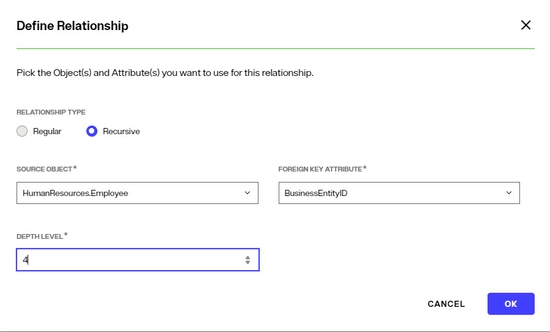 Define Relationship
Pick the Object(s) and Attribute(s) you want to use for this relationship.
RELATIONSHIP TYPE
Regular Recursive
SOURCE OBJECT* FOREIGN KEY ATTRIBUTE*
HumanResources.Employee BusinessEntityID
DEPTH LEVEL*
4
CANCEL OK